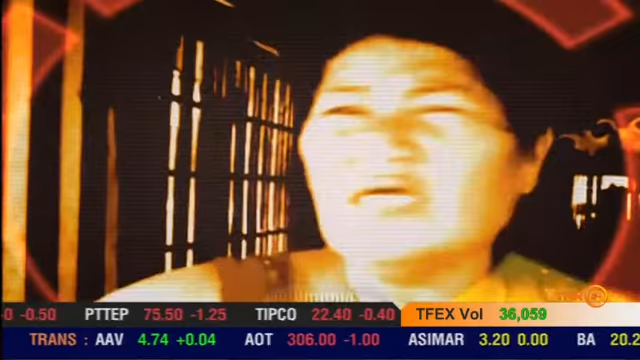 0 -0.50 PTTEP 75.50 -1.25 TIPCO 22.40 -0.40 TFEX Vol 36,059
TRANS : AAV 4.74 +0.04 AOT 306.00 -1.00 ASIMAR 3.20 0.00 BA 20.2